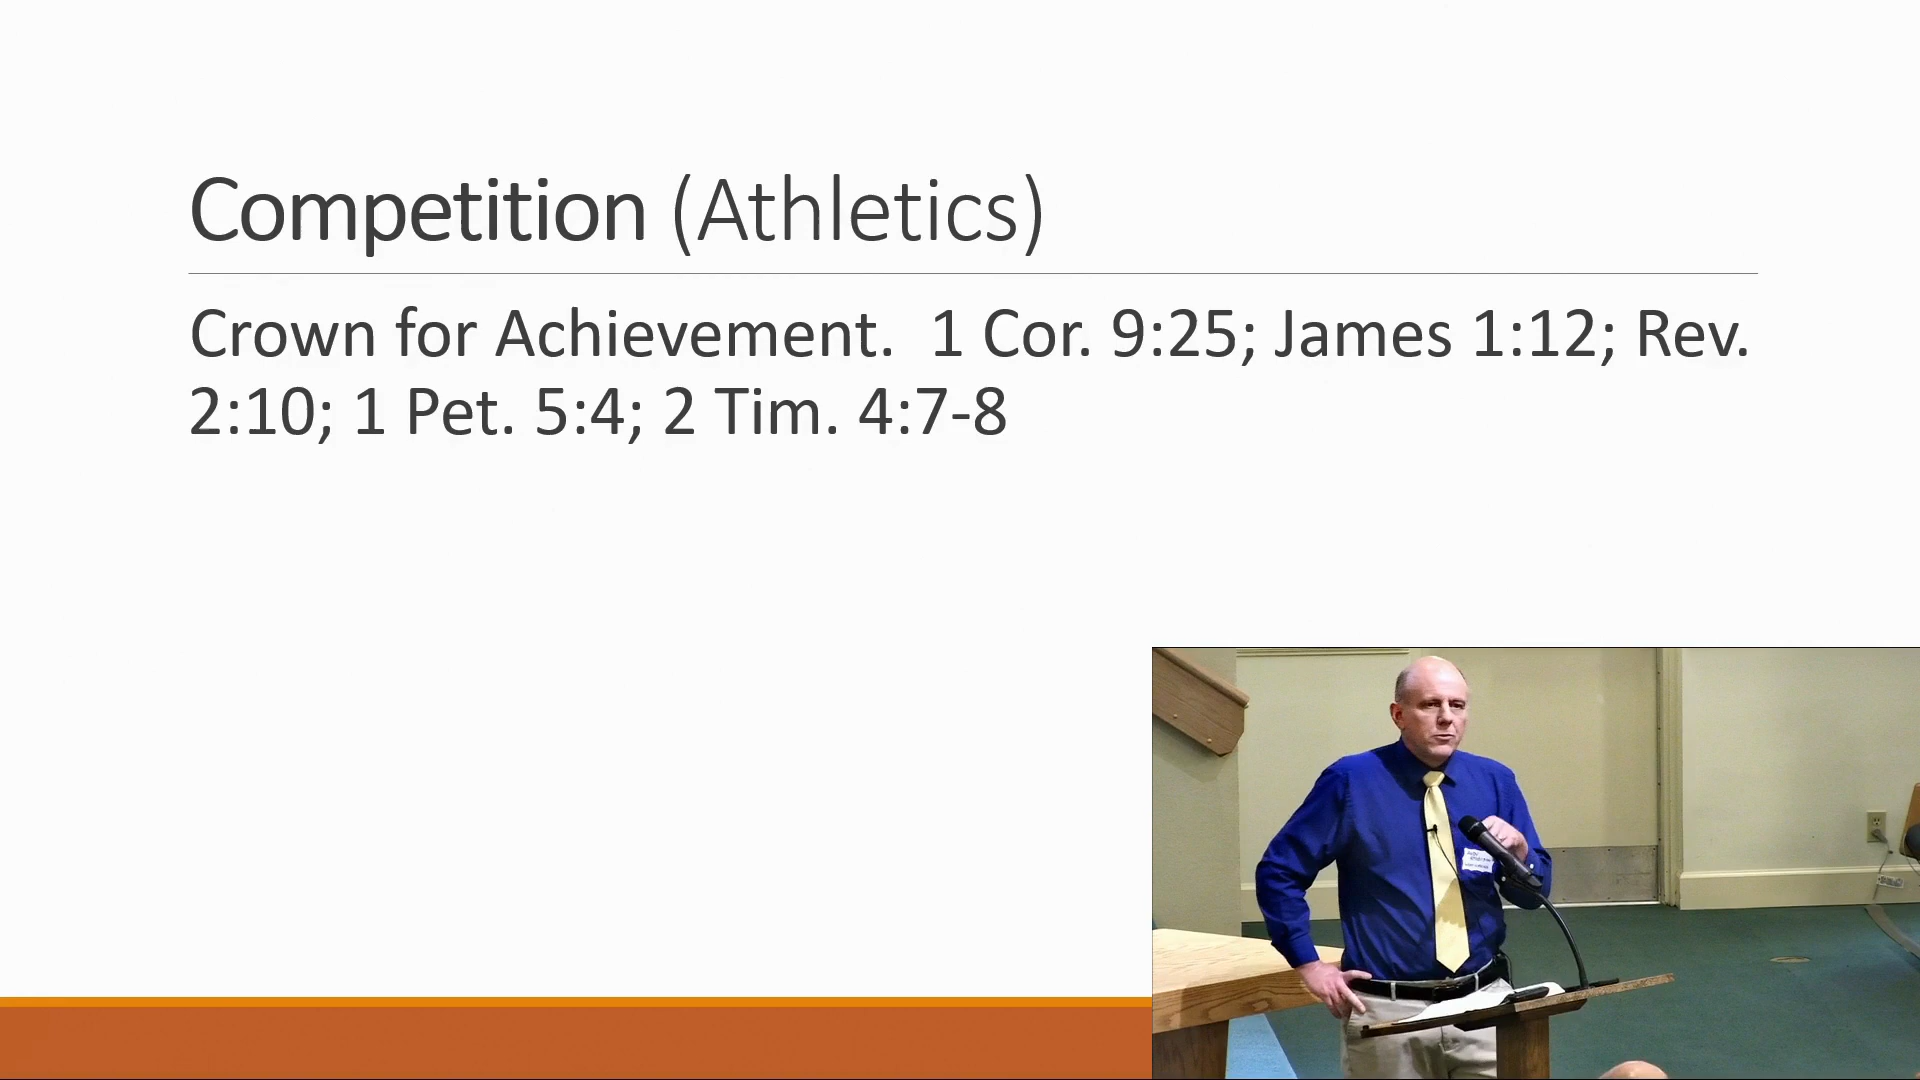 Competition (Athletics)
Crown for Achievement.  1 Cor. 9:25; James 1:12; Rev.
2:10; 1 Pet. 5:4; 2 Tim. 4:7-8